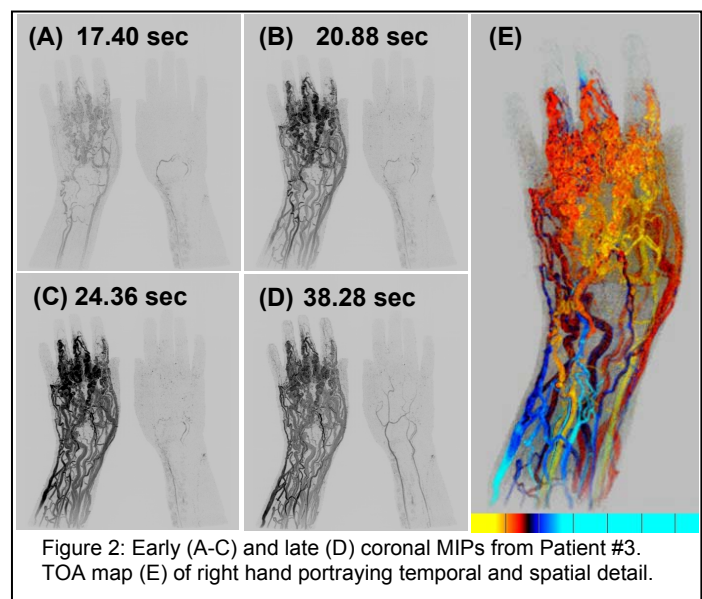 (A) 17.40 sec
(B) 20.88 sec
(E)
(C) 24.36 sec
(D) 38.28 sec
Figure 2: Early (A-C) and late (D) coronal MIPs from Patient #3.
TOA map (E) of right hand portraying temporal and spatial detail.